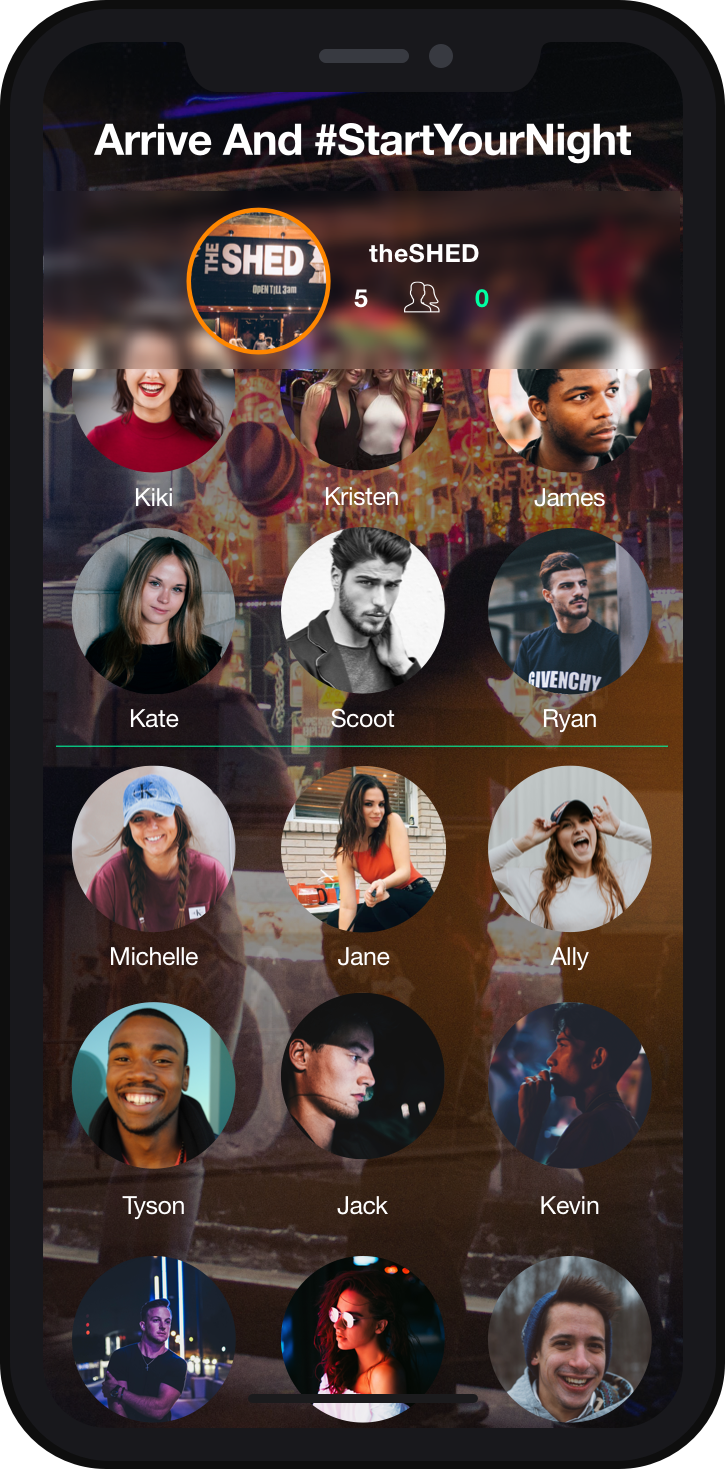 Arrive And #StartYourNight
THE SHED
OpEN TiLL 3am
theSHED
5 0
Kiki Kristen James
GIVENCHY
Kate Scoot Ryan
Michelle Jane Ally
Tyson Jack Kevin